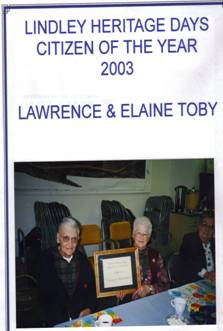 LINDLEY HERITAGE DAYS
CITIZEN OF THE YEAR
2003
LAWRENCE & ELAINE TOBY